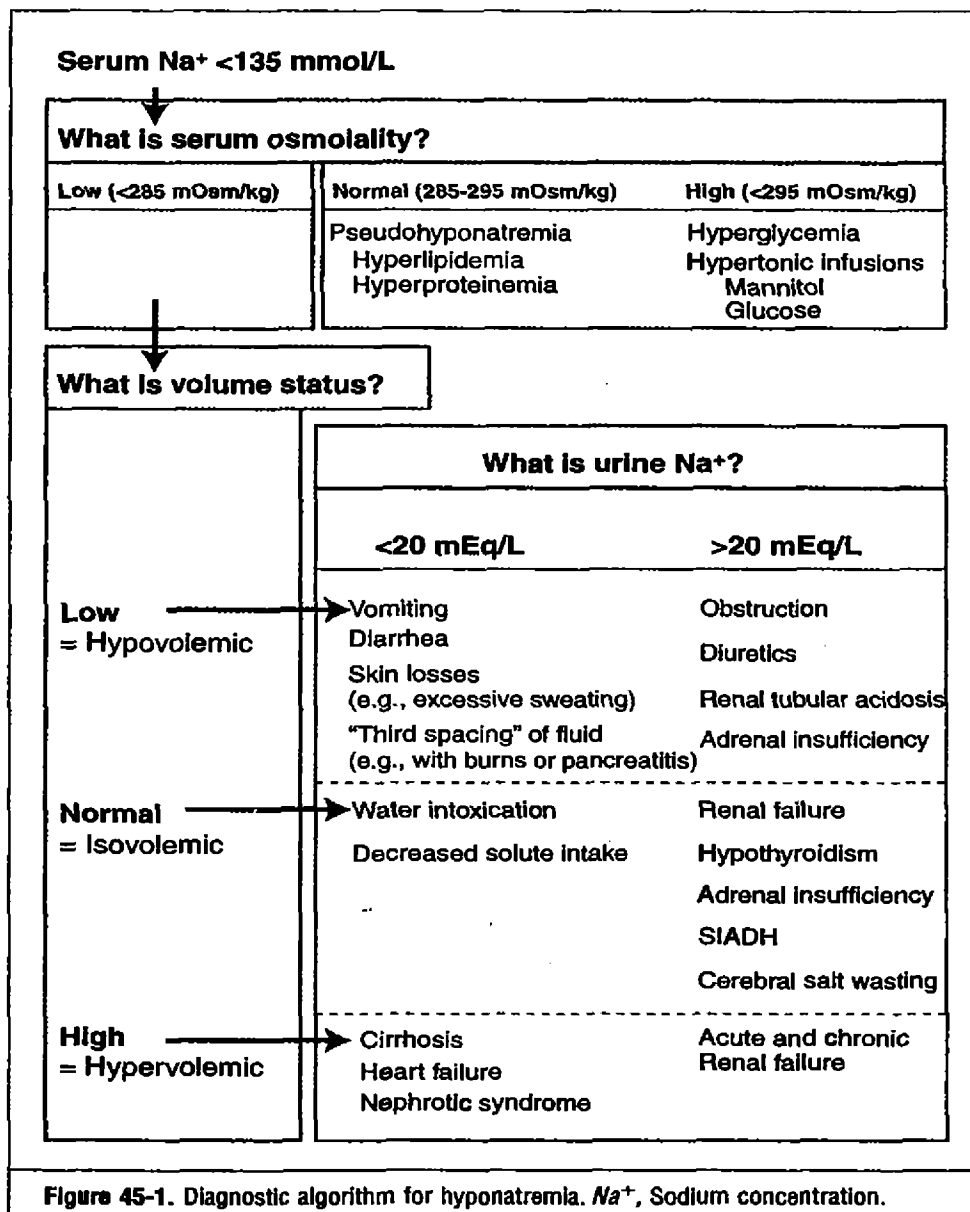 Serum Na⁺ <135 mmol/L
What is serum osmolality?
Low (<285 mOsm/kg)
Normal (285-295 mOsm/kg)
High (<295 mOsm/kg)
Pseudohyponatremia
Hyperlipidemia
Hyperproteinemia
Hyperglycemia
Hypertonic infusions
Mannitol
Glucose
What is volume status?
What is urine Na⁺?
<20 mEq/L
>20 mEq/L
Low
= Hypovolemic
Vomiting
Diarrhea
Skin losses
(e.g., excessive sweating)
"Third spacing" of fluid
(e.g., with burns or pancreatitis)
Obstruction
Diuretics
Renal tubular acidosis
Adrenal insufficiency
Normal
= Isovolemic
Water intoxication
Decreased solute intake
Renal failure
Hypothyroidism
Adrenal insufficiency
SIADH
Cerebral salt wasting
High
= Hypervolemic
Cirrhosis
Heart failure
Nephrotic syndrome
Acute and chronic
Renal failure
Figure 45-1. Diagnostic algorithm for hyponatremia. Na⁺, Sodium concentration.